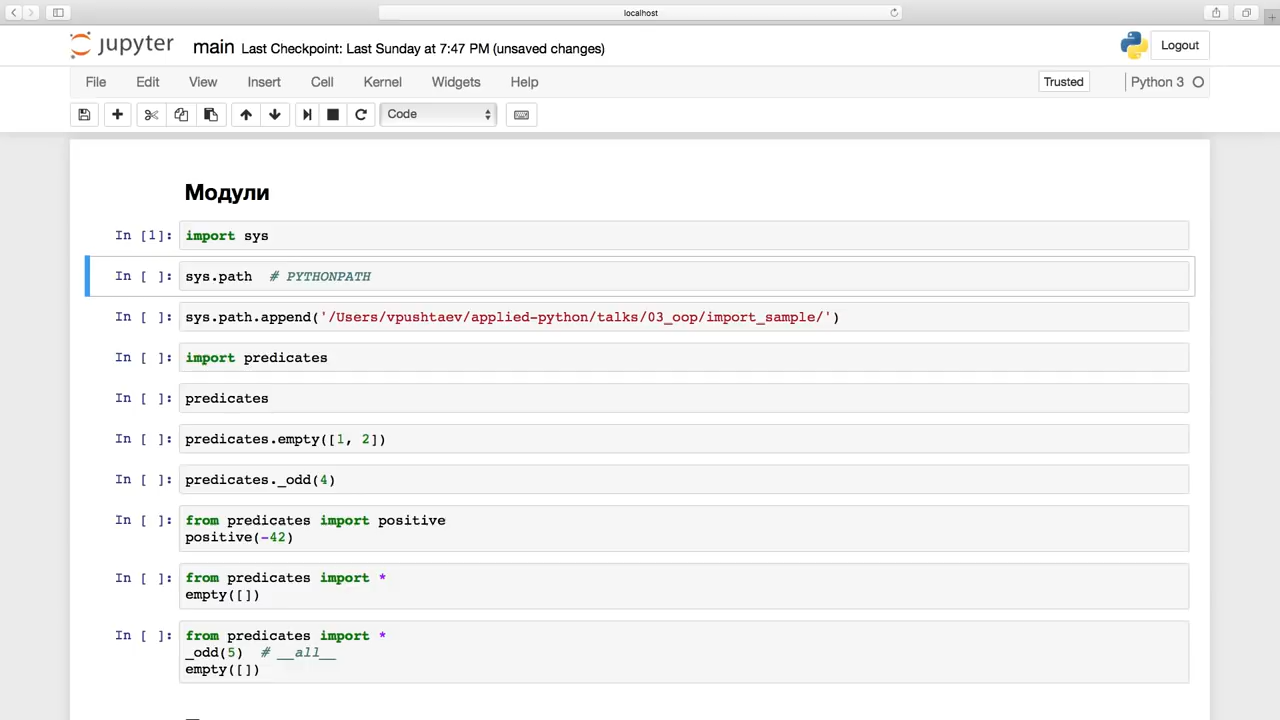 localhost
jupyter main Last Checkpoint: Last Sunday at 7:47 PM (unsaved changes) Logout
File Edit View Insert Cell Kernel Widgets Help Trusted Python 3
Code
Модули
In [1]: import sys
In [ ]: sys.path # PYTHONPATH
In [ ]: sys.path.append('/Users/vpushtaev/applied-python/talks/03_oop/import_sample/')
In [ ]: import predicates
In [ ]: predicates
In [ ]: predicates.empty([1, 2])
In [ ]: predicates._odd(4)
In [ ]: from predicates import positive
positive(-42)
In [ ]: from predicates import *
empty([])
In [ ]: from predicates import *
_odd(5) # __all__
empty([])